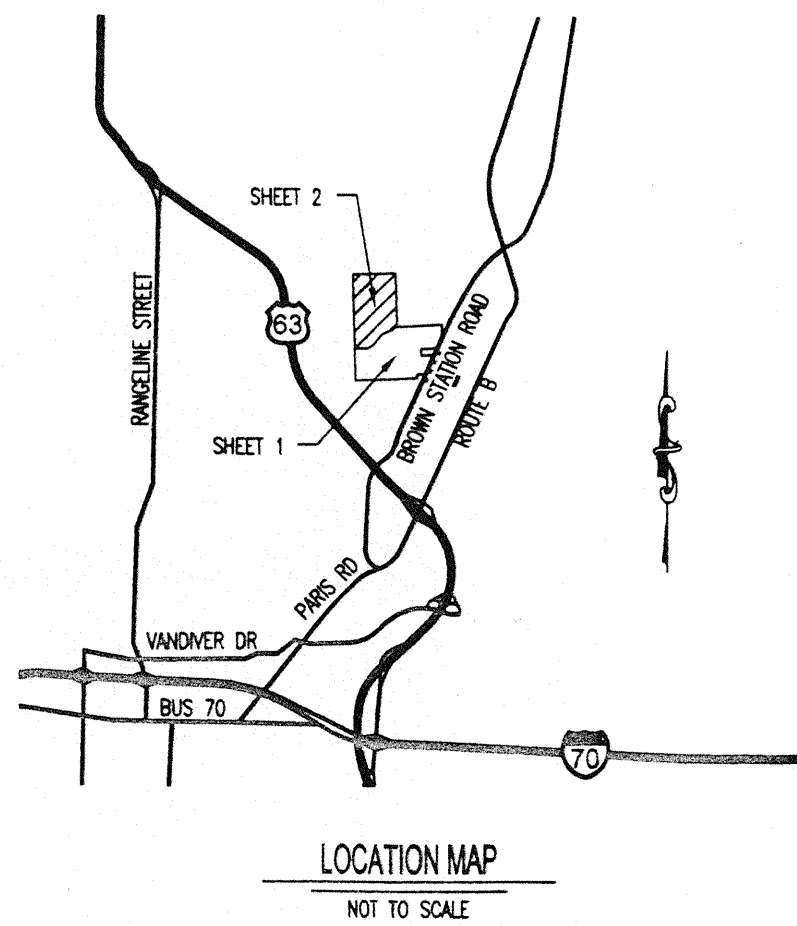 SHEET 2
RANGELINE STREET
63
BROWN STATION ROAD
ROUTE B
SHEET 1
PARIS RD
VANDIVER DR
BUS 70
70
LOCATION MAP
NOT TO SCALE